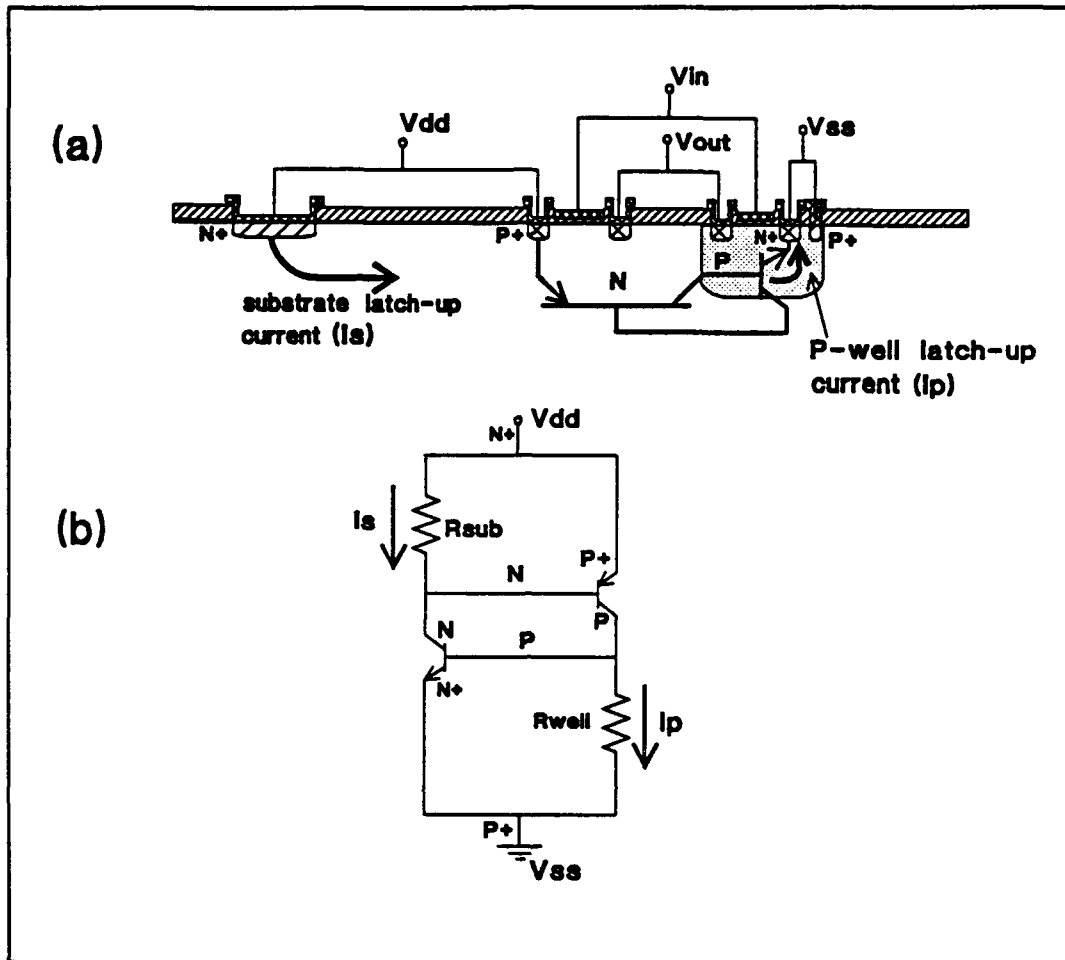 (a)
Vdd
Vin
Vout
Vss
N+
P+
N
P
N+
P+
substrate latch-up
current (Is)
P-well latch-up
current (Ip)
(b)
Vdd
N+
Is
Rsub
P+
N
P
N
P
N+
Rwell
Ip
P+
Vss